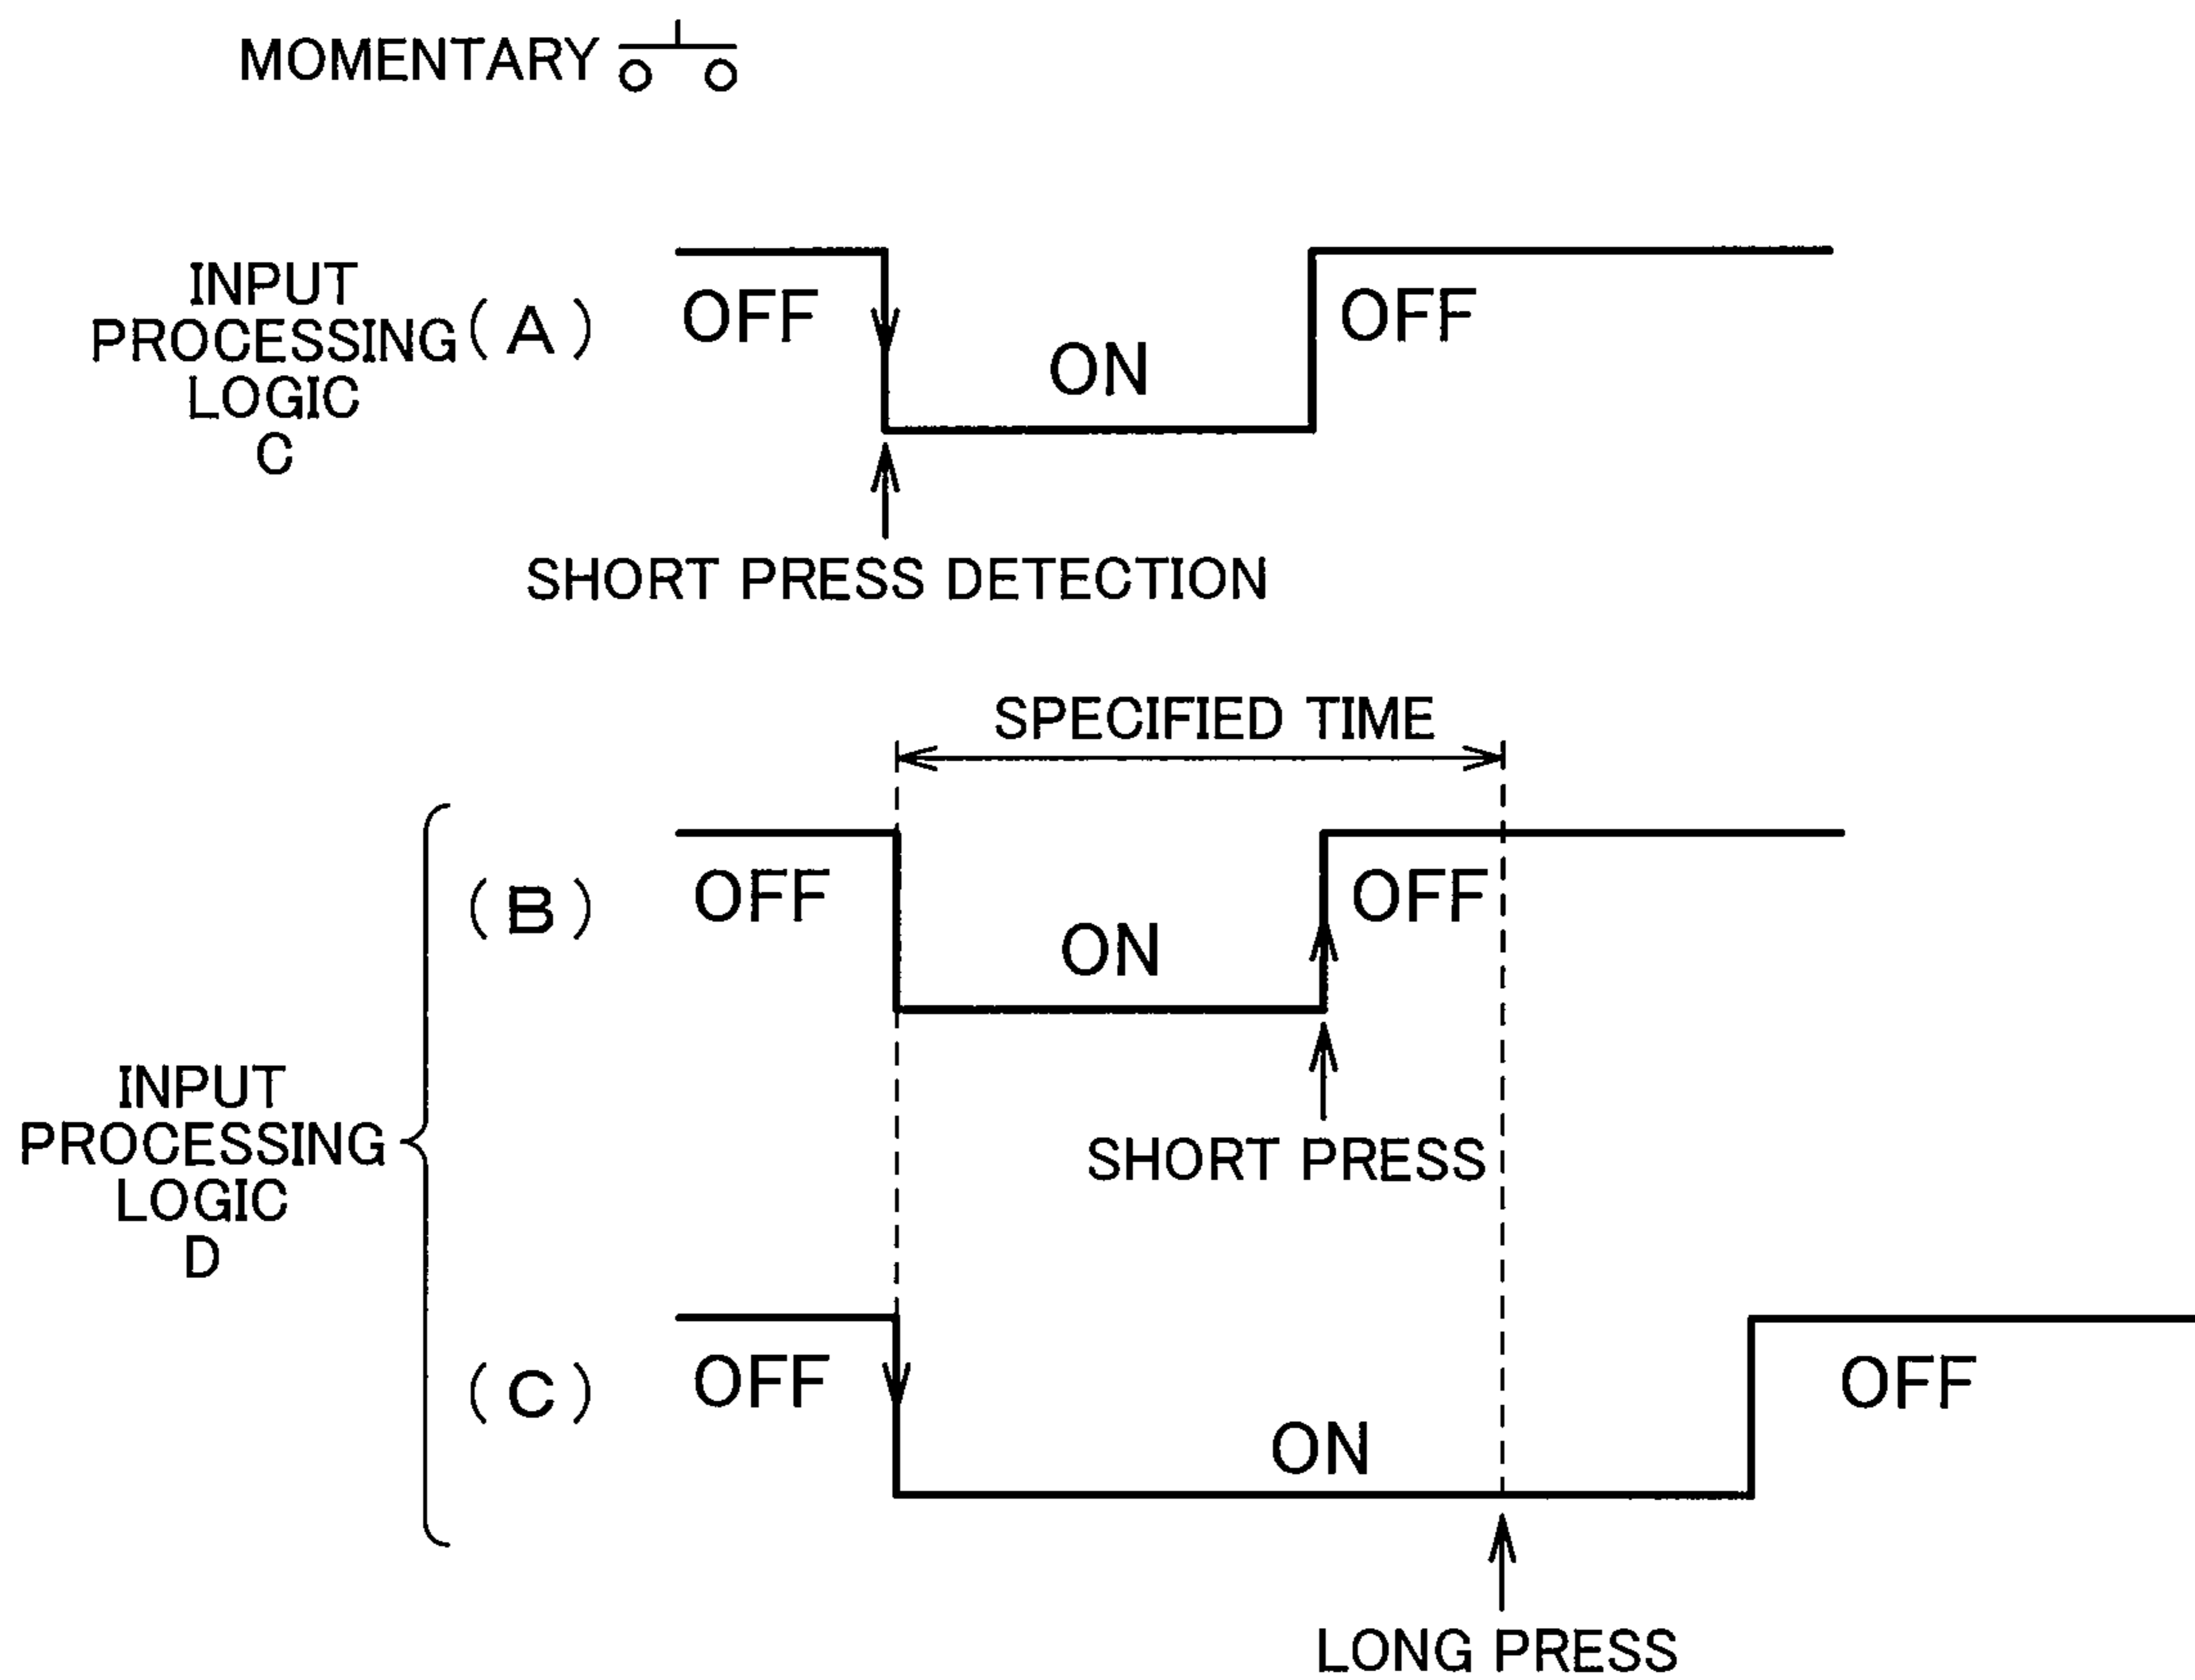 MOMENTARY
INPUT
PROCESSING
LOGIC
C
(A)
OFF
ON
OFF
SHORT PRESS DETECTION
SPECIFIED TIME
INPUT
PROCESSING
LOGIC
D
(B)
OFF
ON
OFF
SHORT PRESS
(C)
OFF
ON
OFF
LONG PRESS